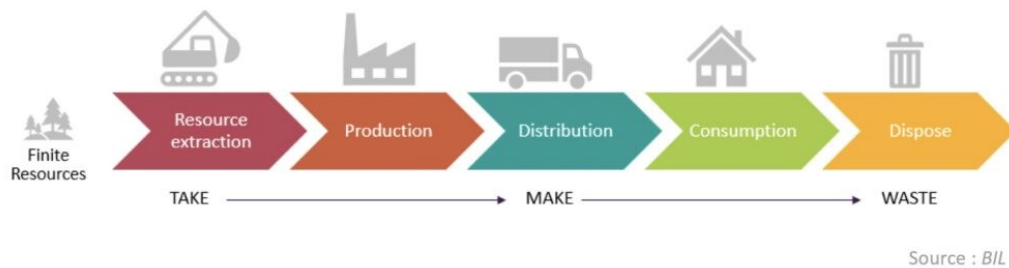 Finite
Resources
Resource
extraction
Production
Distribution
Consumption
Dispose
TAKE
MAKE
WASTE
Source : BIL